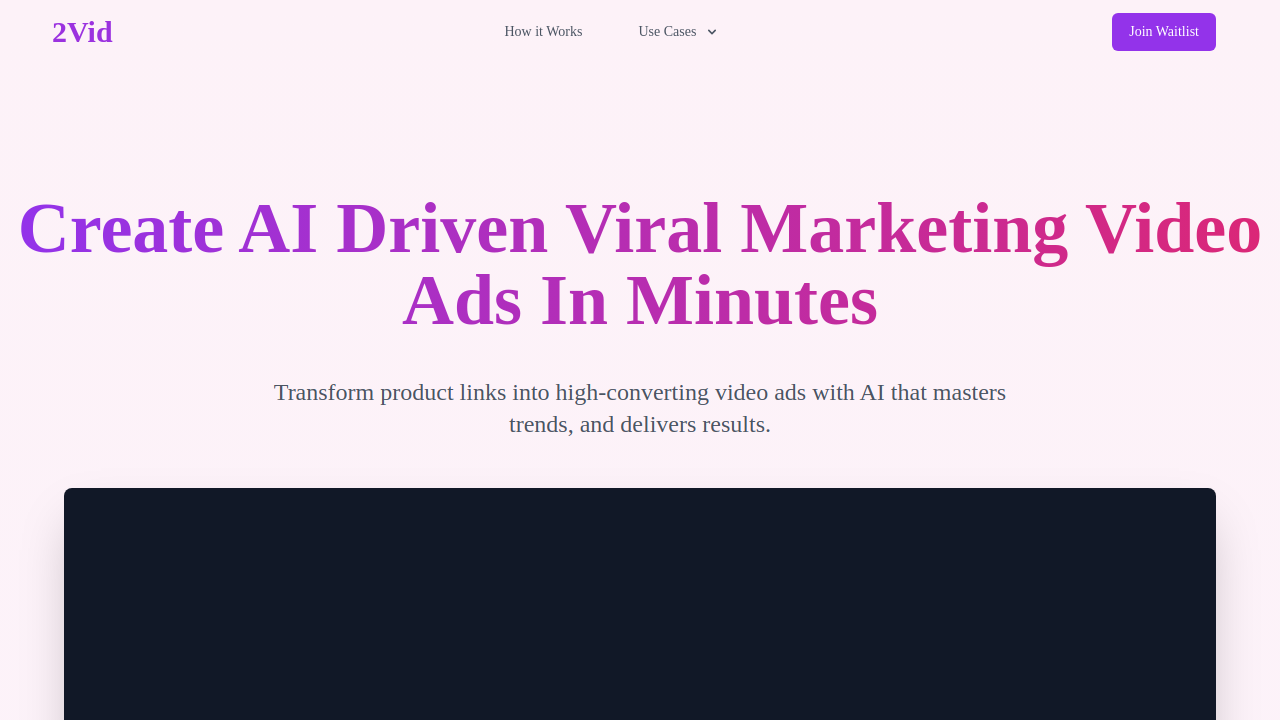 2Vid
How it Works
Use Cases
Join Waitlist
Create AI Driven Viral Marketing Video
Ads In Minutes
Transform product links into high-converting video ads with AI that masters
trends, and delivers results.